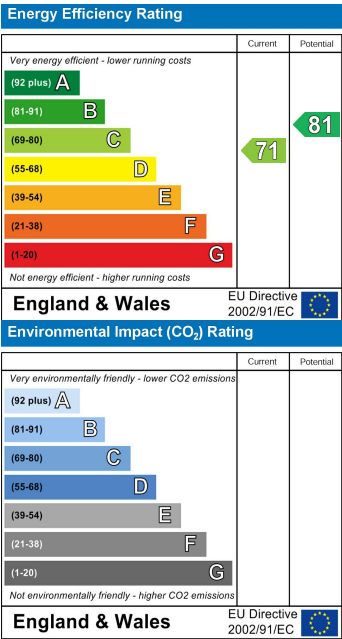 Energy Efficiency Rating
Current Potential
Very energy efficient - lower running costs
(92 plus) A
(81-91) B
(69-80) C
(55-68) D
(39-54) E
(21-38) F
(1-20) G
71
81
Not energy efficient - higher running costs
England & Wales
EU Directive
2002/91/EC
Environmental Impact (CO₂) Rating
Current Potential
Very environmentally friendly - lower CO2 emissions
(92 plus) A
(81-91) B
(69-80) C
(55-68) D
(39-54) E
(21-38) F
(1-20) G
Not environmentally friendly - higher CO2 emissions
England & Wales
EU Directive
2002/91/EC